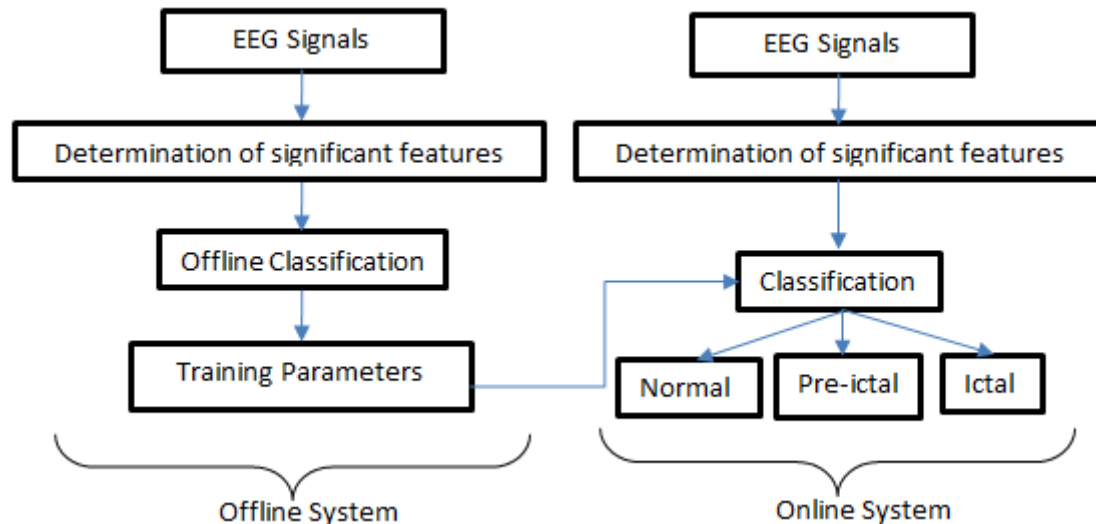 EEG Signals
Determination of significant features
Offline Classification
Training Parameters
Offline System
EEG Signals
Determination of significant features
Classification
Normal
Pre-ictal
Ictal
Online System